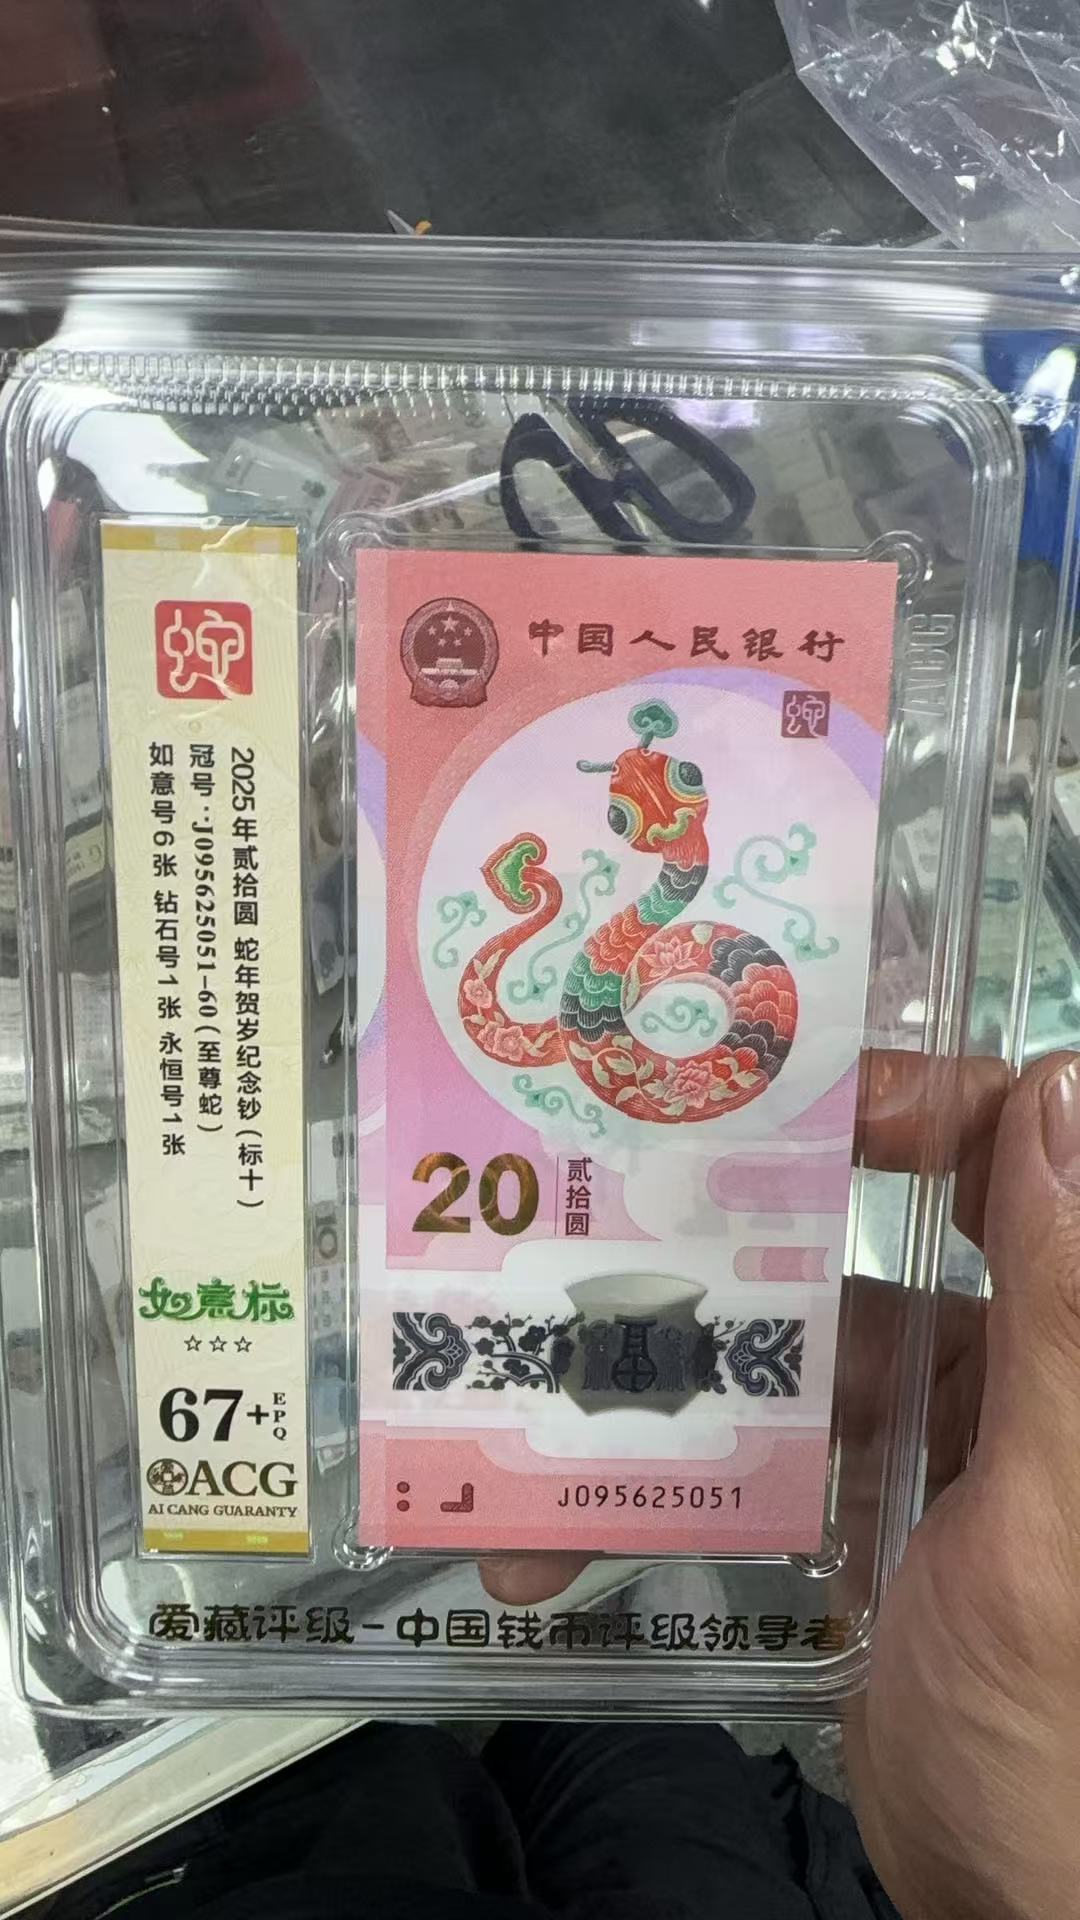 蛇
2025年贰拾圆 蛇年贺岁纪念钞(标十)
冠号:J095625051-60(至尊蛇)
如意号6张 钻石号1张 永恒号1张
如意标
☆☆☆
67+EPQ
ACG
AI CANG GUARANTY
中国人民银行
蛇
20 贰拾圆
福
J095625051
ACG
爱藏评级-中国钱币评级领导者